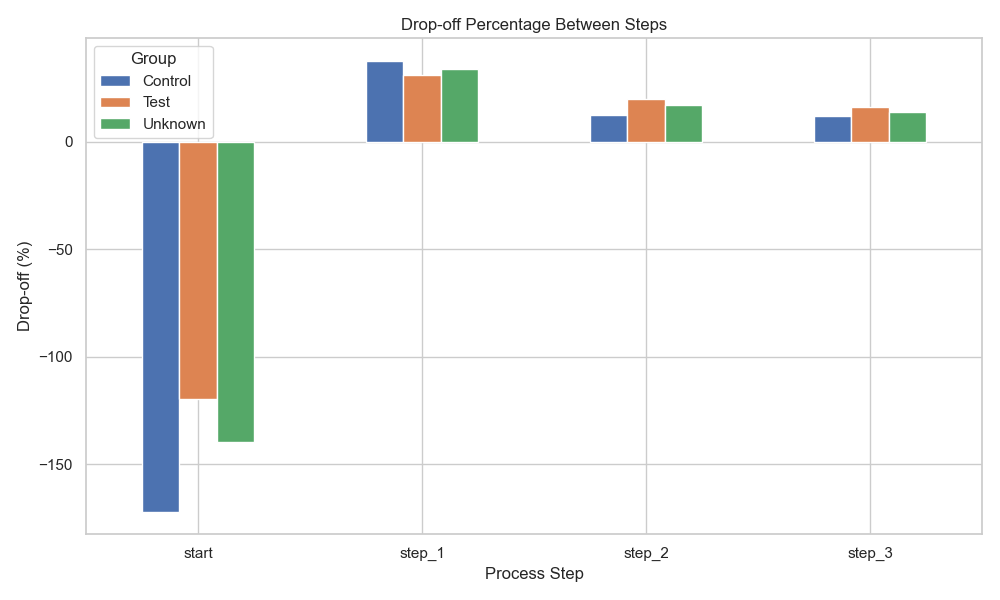 Drop-off Percentage Between Steps
Group
Control
Test
Unknown
0
−50
−100
−150
Drop-off (%)
start
step_1
step_2
step_3
Process Step